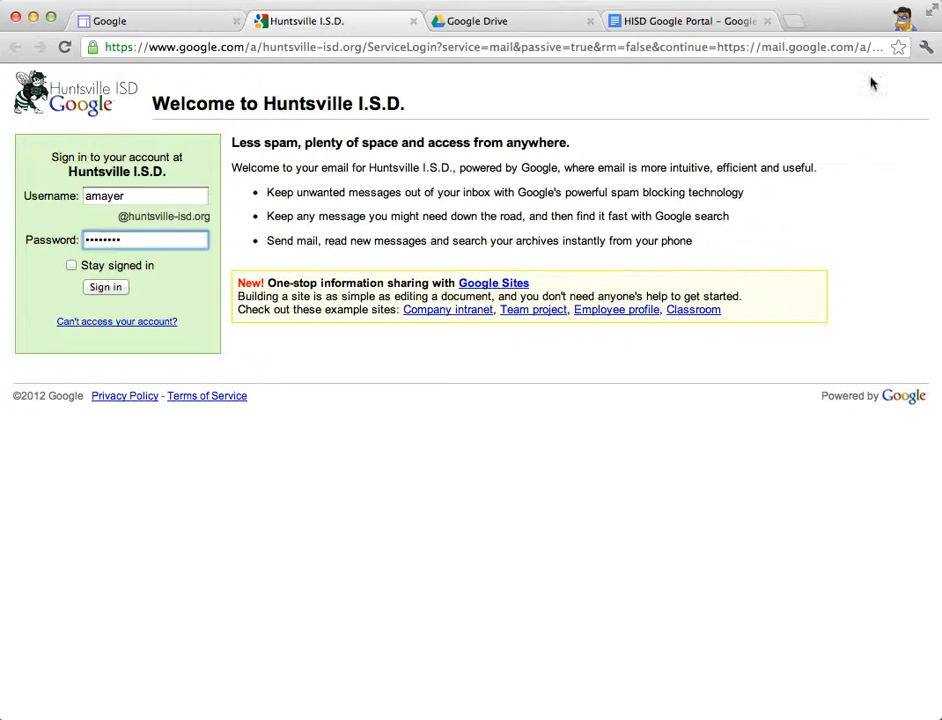 Google
Huntsville I.S.D.
Google Drive
HISD Google Portal – Google
https://www.google.com/a/huntsville-isd.org/ServiceLogin?service=mail&passive=true&rm=false&continue=https://mail.google.com/a/...
Huntsville ISD
Google
Welcome to Huntsville I.S.D.
Sign in to your account at
Huntsville I.S.D.
Username: amayer
@huntsville-isd.org
Password: ••••••••
Stay signed in
Sign in
Can't access your account?
Less spam, plenty of space and access from anywhere.
Welcome to your email for Huntsville I.S.D., powered by Google, where email is more intuitive, efficient and useful.
• Keep unwanted messages out of your inbox with Google's powerful spam blocking technology
• Keep any message you might need down the road, and then find it fast with Google search
• Send mail, read new messages and search your archives instantly from your phone
New! One-stop information sharing with Google Sites
Building a site is as simple as editing a document, and you don't need anyone's help to get started.
Check out these example sites: Company intranet, Team project, Employee profile, Classroom
©2012 Google Privacy Policy - Terms of Service
Powered by Google